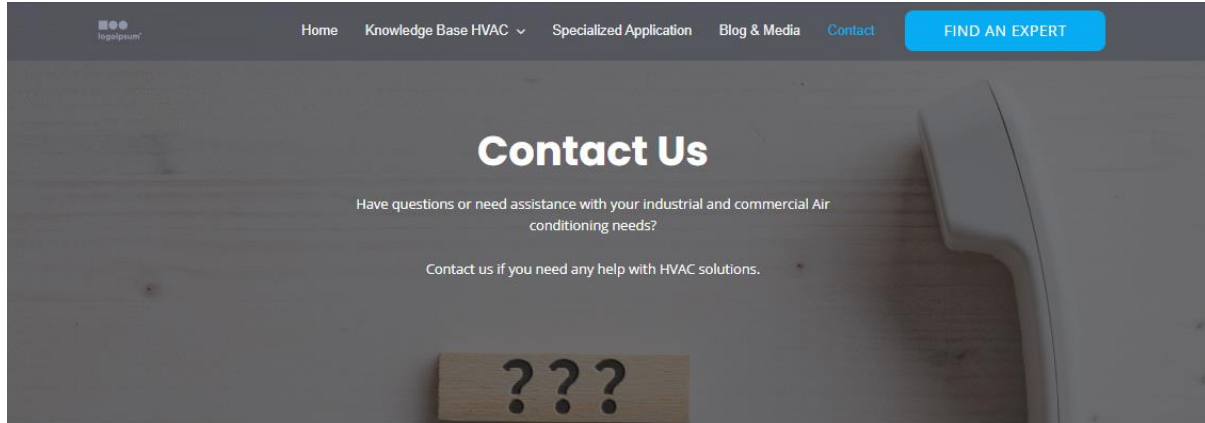 logoipsum
Home Knowledge Base HVAC Specialized Application Blog & Media Contact FIND AN EXPERT
Contact Us
Have questions or need assistance with your industrial and commercial Air
conditioning needs?
Contact us if you need any help with HVAC solutions.
???